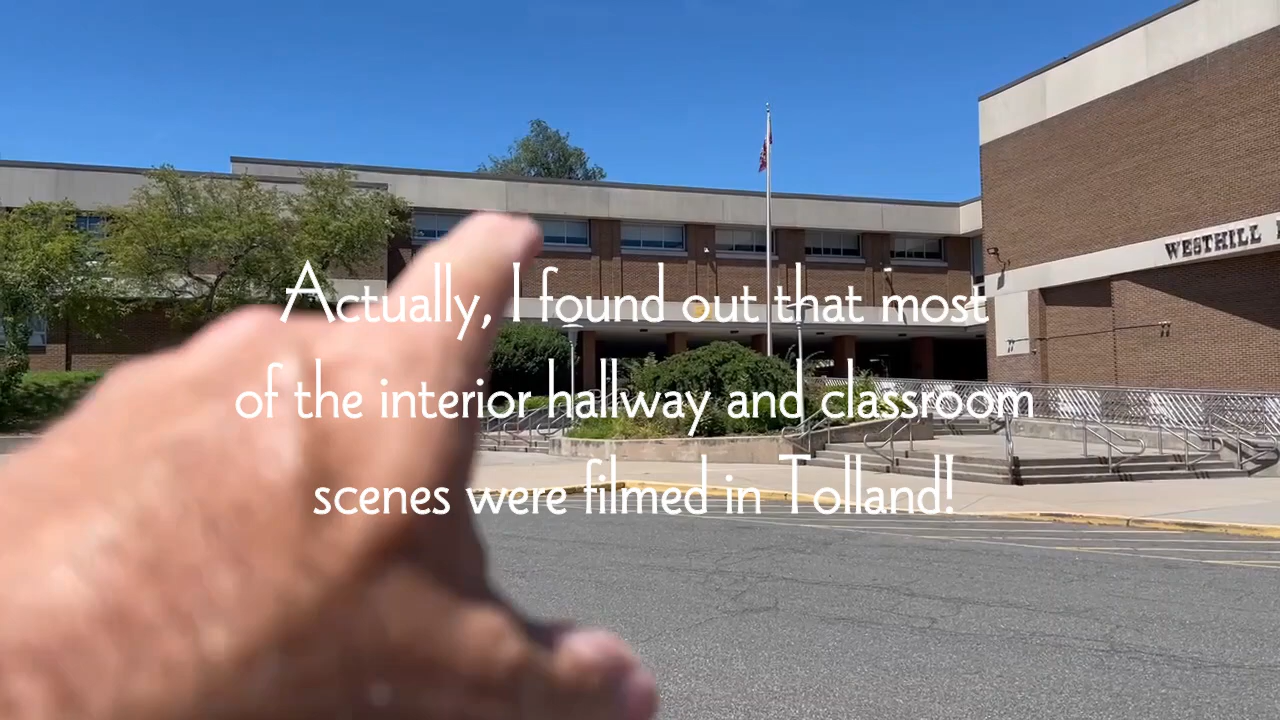 WESTHILL
Actually, I found out that most
of the interior hallway and classroom
scenes were filmed in Tolland!